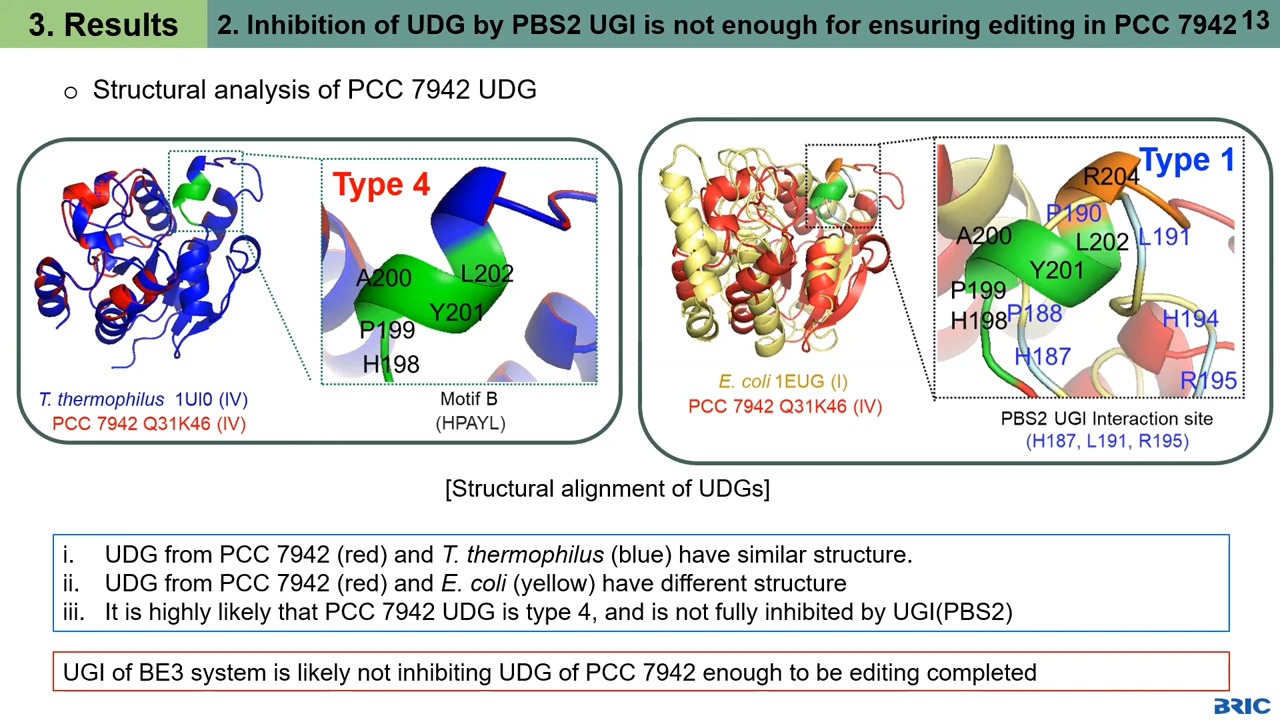 3. Results
2. Inhibition of UDG by PBS2 UGI is not enough for ensuring editing in PCC 7942
13
o Structural analysis of PCC 7942 UDG
Type 4
A200
L202
Y201
P199
H198
T. thermophilus 1UI0 (IV)
PCC 7942 Q31K46 (IV)
Motif B
(HPAYL)
Type 1
R204
P190
A200
L202
L191
Y201
P199
H198
P188
H194
H187
R195
E. coli 1EUG (I)
PCC 7942 Q31K46 (IV)
PBS2 UGI Interaction site
(H187, L191, R195)
[Structural alignment of UDGs]
i. UDG from PCC 7942 (red) and T. thermophilus (blue) have similar structure.
ii. UDG from PCC 7942 (red) and E. coli (yellow) have different structure
iii. It is highly likely that PCC 7942 UDG is type 4, and is not fully inhibited by UGI(PBS2)
UGI of BE3 system is likely not inhibiting UDG of PCC 7942 enough to be editing completed
BRIC